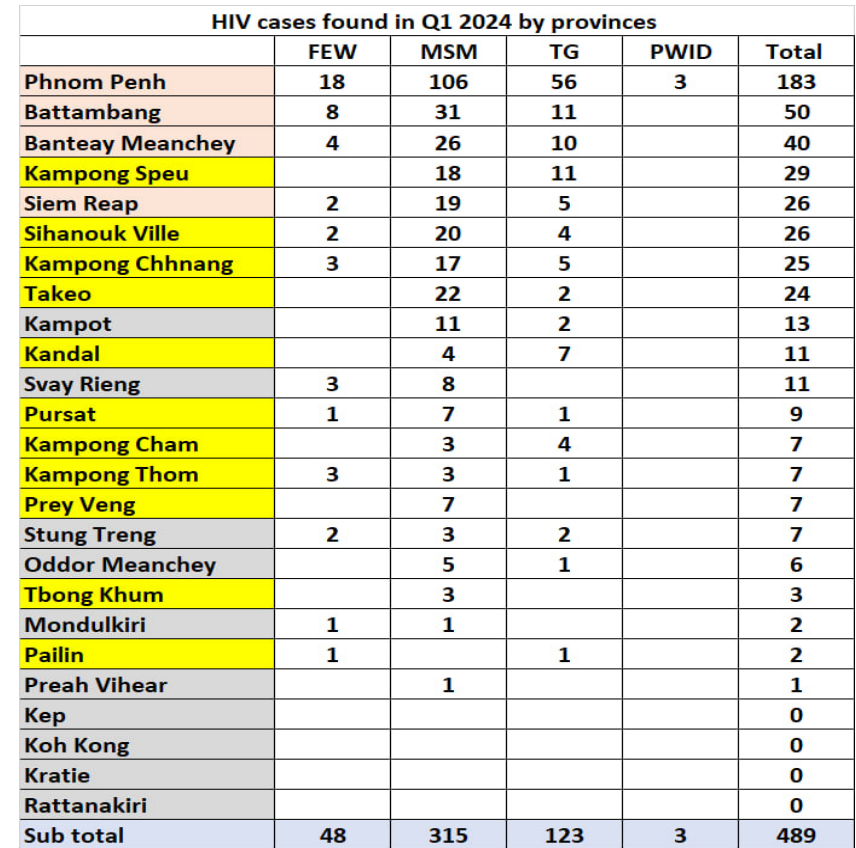 HIV cases found in Q1 2024 by provinces
FEW MSM TG PWID Total
Phnom Penh 18 106 56 3 183
Battambang 8 31 11 50
Banteay Meanchey 4 26 10 40
Kampong Speu 18 11 29
Siem Reap 2 19 5 26
Sihanouk Ville 2 20 4 26
Kampong Chhnang 3 17 5 25
Takeo 22 2 24
Kampot 11 2 13
Kandal 4 7 11
Svay Rieng 3 8 11
Pursat 1 7 1 9
Kampong Cham 3 4 7
Kampong Thom 3 3 1 7
Prey Veng 7 7
Stung Treng 2 3 2 7
Oddor Meanchey 5 1 6
Tbong Khum 3 3
Mondulkiri 1 1 2
Pailin 1 1 2
Preah Vihear 1 1
Kep 0
Koh Kong 0
Kratie 0
Rattanakiri 0
Sub total 48 315 123 3 489